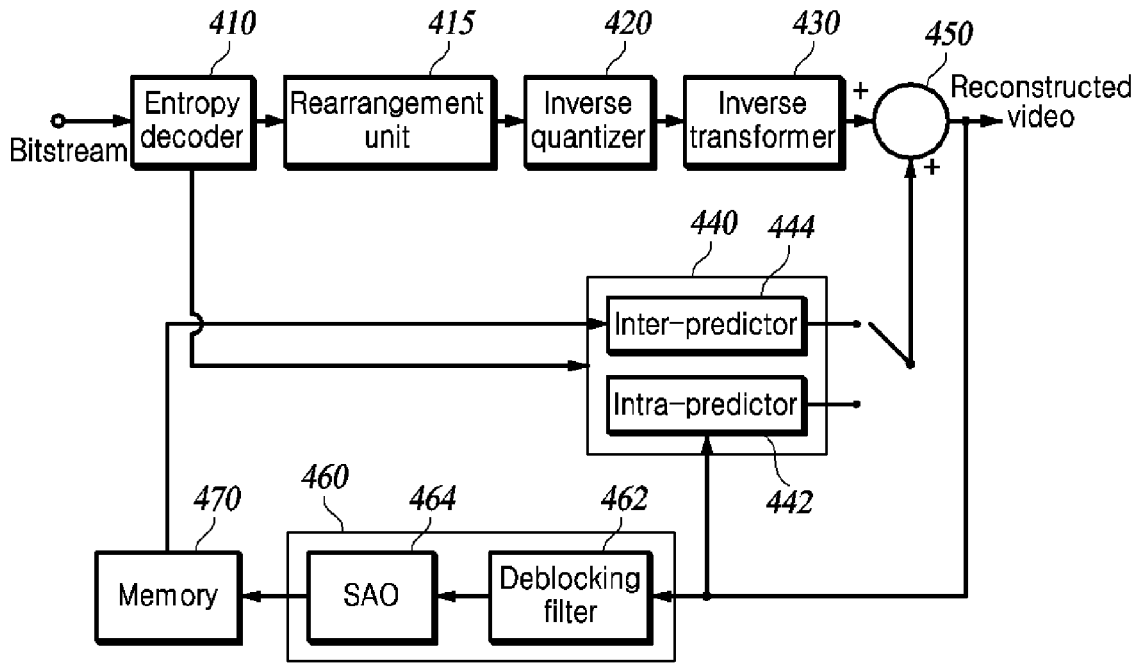 410
415
420
430
450
Bitstream
Entropy
decoder
Rearrangement
unit
Inverse
quantizer
Inverse
transformer
+
+
Reconstructed
video
440
444
Inter-predictor
Intra-predictor
442
470
460
464
462
Memory
SAO
Deblocking
filter